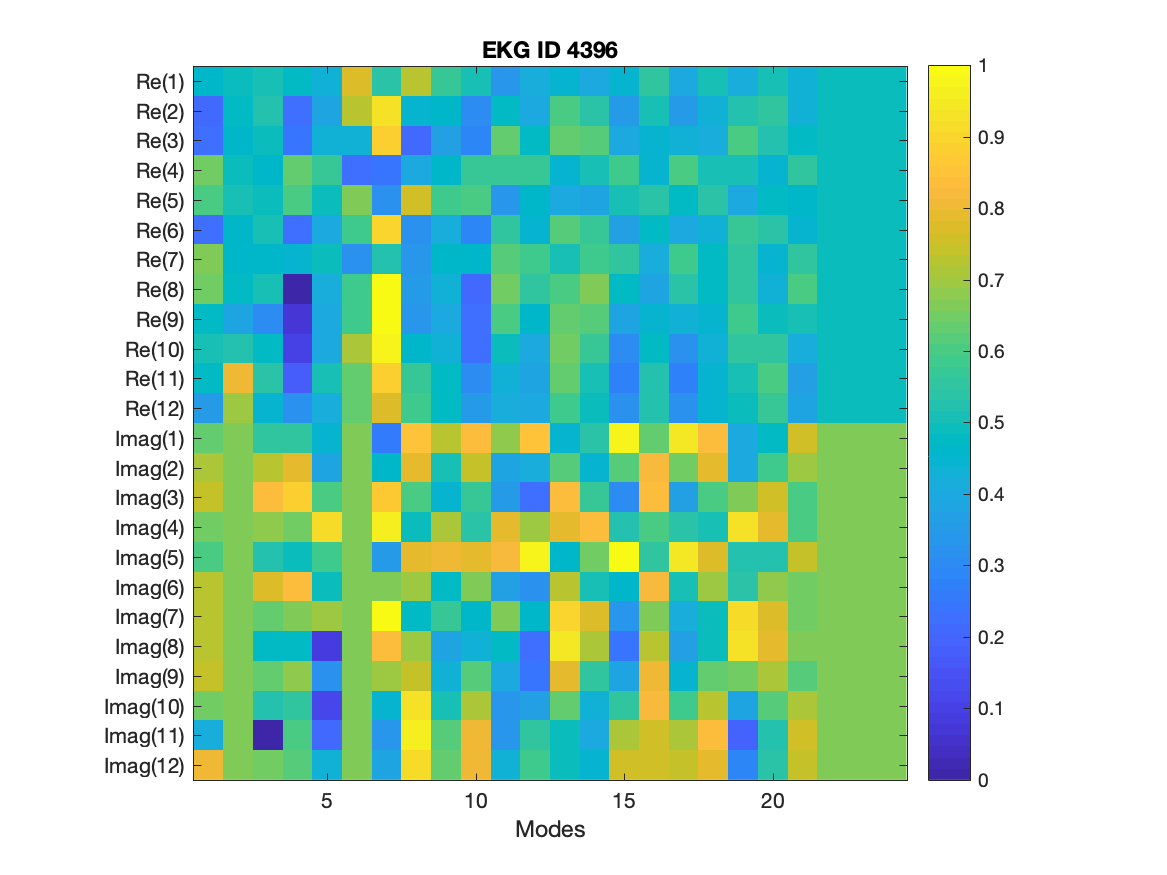 EKG ID 4396
Re(1)
Re(2)
Re(3)
Re(4)
Re(5)
Re(6)
Re(7)
Re(8)
Re(9)
Re(10)
Re(11)
Re(12)
Imag(1)
Imag(2)
Imag(3)
Imag(4)
Imag(5)
Imag(6)
Imag(7)
Imag(8)
Imag(9)
Imag(10)
Imag(11)
Imag(12)
5 10 15 20
Modes
1
0.9
0.8
0.7
0.6
0.5
0.4
0.3
0.2
0.1
0